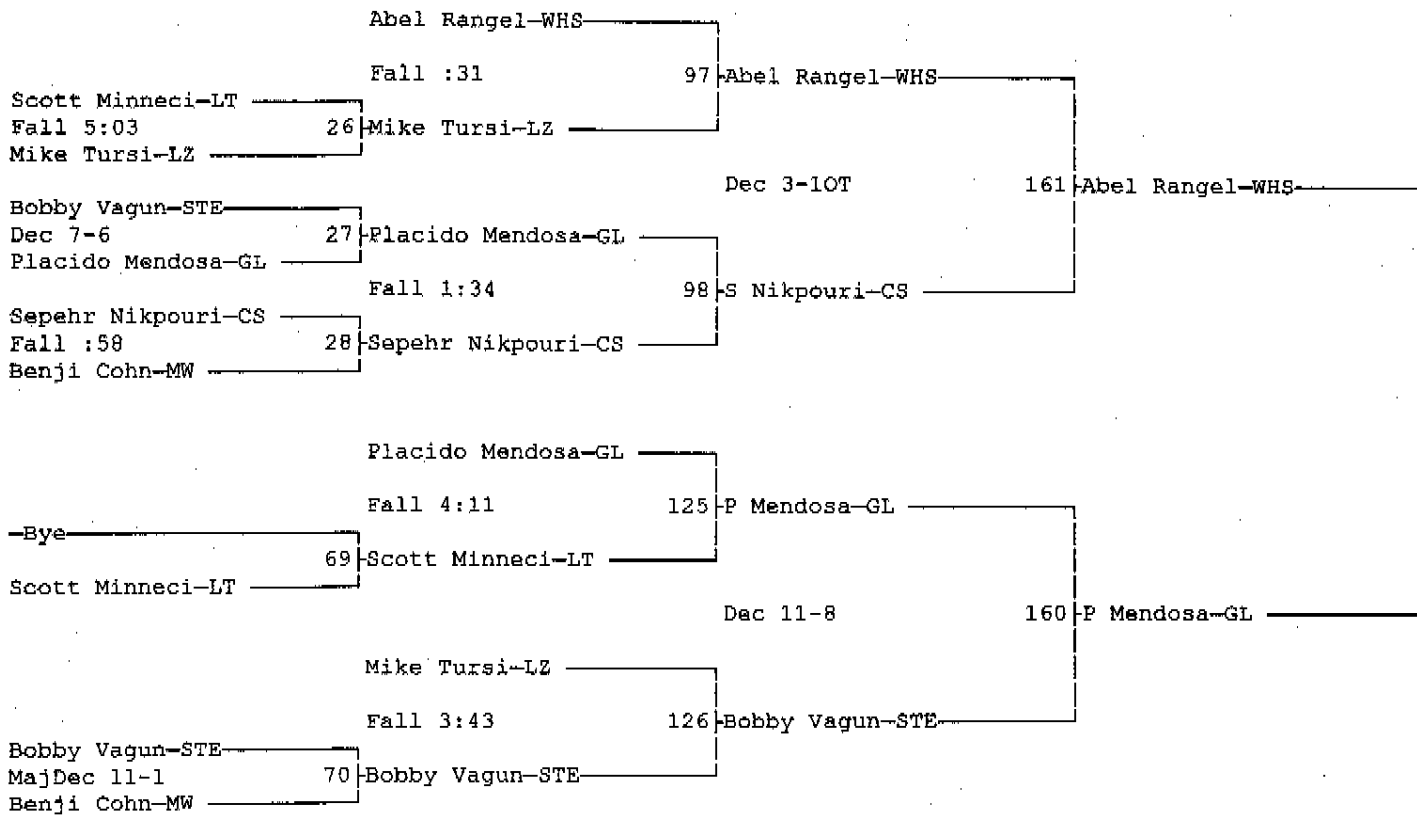 Abel Rangel—WHS
Fall :31 97 Abel Rangel—WHS
Scott Minneci—LT
Fall 5:03 26 Mike Tursi—LZ
Mike Tursi—LZ
Dec 3-1OT 161 Abel Rangel—WHS
Bobby Vagun—STE
Dec 7-6 27 Placido Mendosa—GL
Placido Mendosa—GL
Fall 1:34 98 S Nikpouri—CS
Sepehr Nikpouri—CS
Fall :58 28 Sepehr Nikpouri—CS
Benji Cohn—MW
Placido Mendosa—GL
Fall 4:11 125 P Mendosa—GL
—Bye
69 Scott Minneci—LT
Scott Minneci—LT
Dec 11-8 160 P Mendosa—GL
Mike Tursi—LZ
Fall 3:43 126 Bobby Vagun—STE
Bobby Vagun—STE
MajDec 11-1 70 Bobby Vagun—STE
Benji Cohn—MW